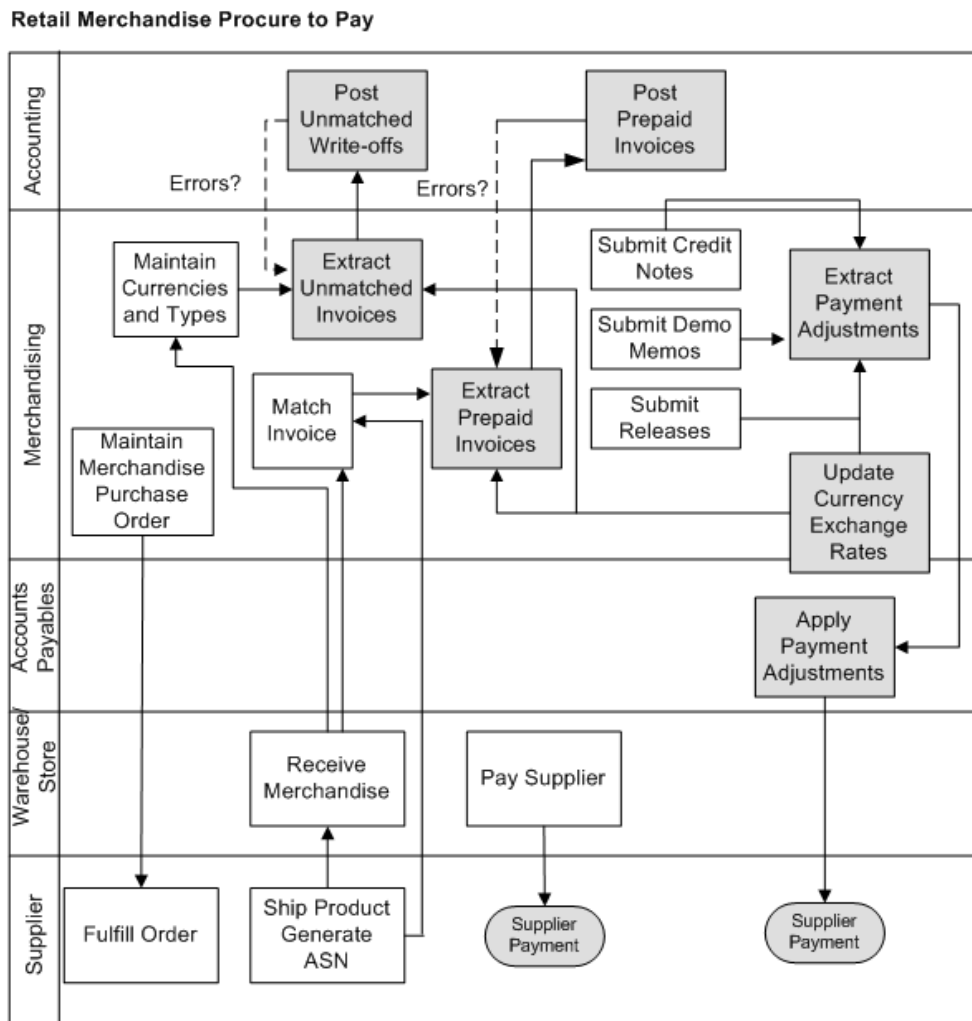 Retail Merchandise Procure to Pay
Accounting
Post
Unmatched
Write-offs
Post
Prepaid
Invoices
Errors?
Errors?
Merchandising
Maintain
Currencies
and Types
Extract
Unmatched
Invoices
Submit Credit
Notes
Extract
Payment
Adjustments
Submit Demo
Memos
Match
Invoice
Extract
Prepaid
Invoices
Submit
Releases
Maintain
Merchandise
Purchase
Order
Update
Currency
Exchange
Rates
Accounts
Payables
Apply
Payment
Adjustments
Warehouse/
Store
Receive
Merchandise
Pay Supplier
Supplier
Fulfill Order
Ship Product
Generate
ASN
Supplier
Payment
Supplier
Payment